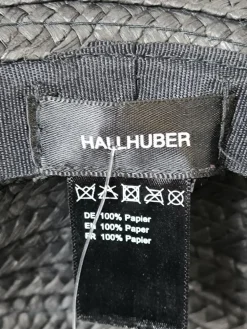 HALLHUBER
DE 100% Papier
EN 100% Papier
FR 100% Papier